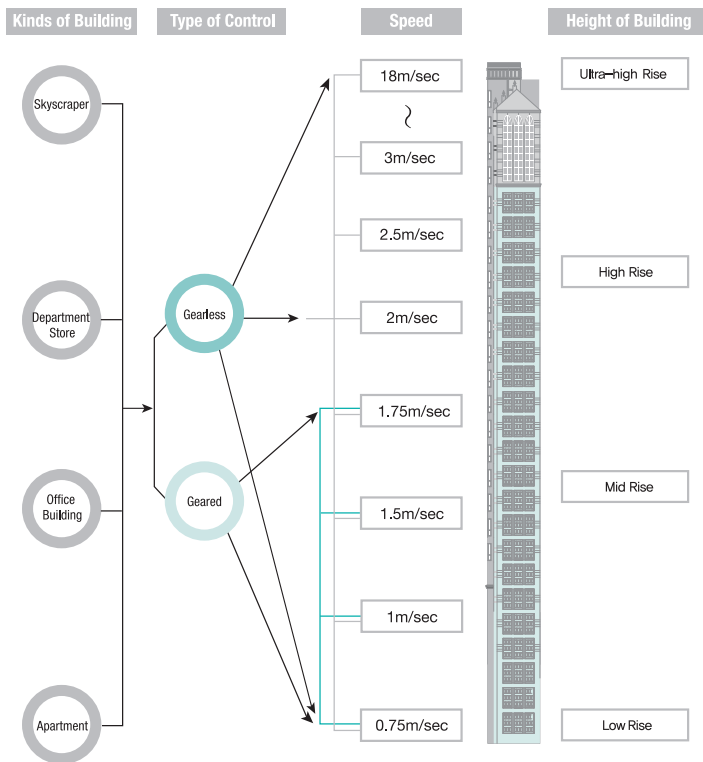 Kinds of Building
Type of Control
Speed
Height of Building
Skyscraper
Department
Store
Office
Building
Apartment
Gearless
Geared
18m/sec
3m/sec
2.5m/sec
2m/sec
1.75m/sec
1.5m/sec
1m/sec
0.75m/sec
Ultra-high Rise
High Rise
Mid Rise
Low Rise